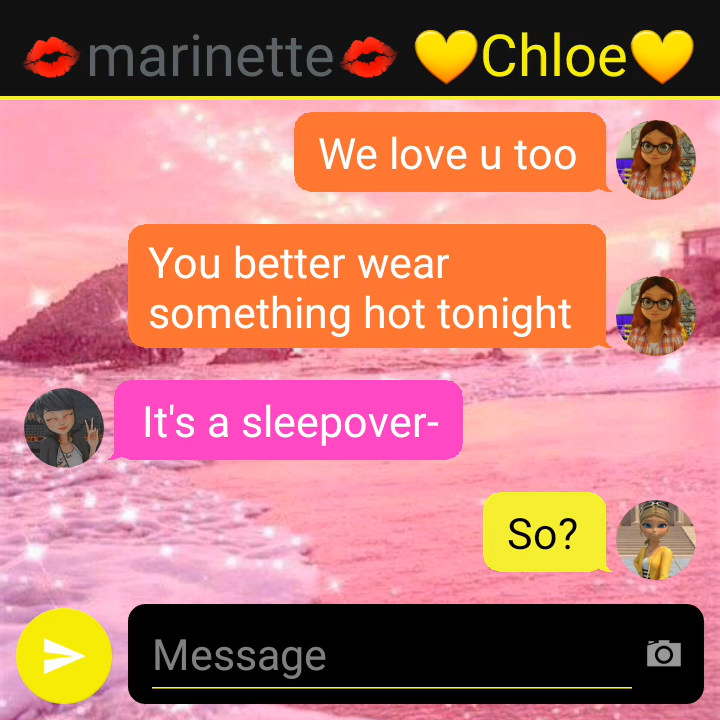 💋marinette💋 💛Chloe💛
We love u too
You better wear
something hot tonight
It's a sleepover-
So?
Message